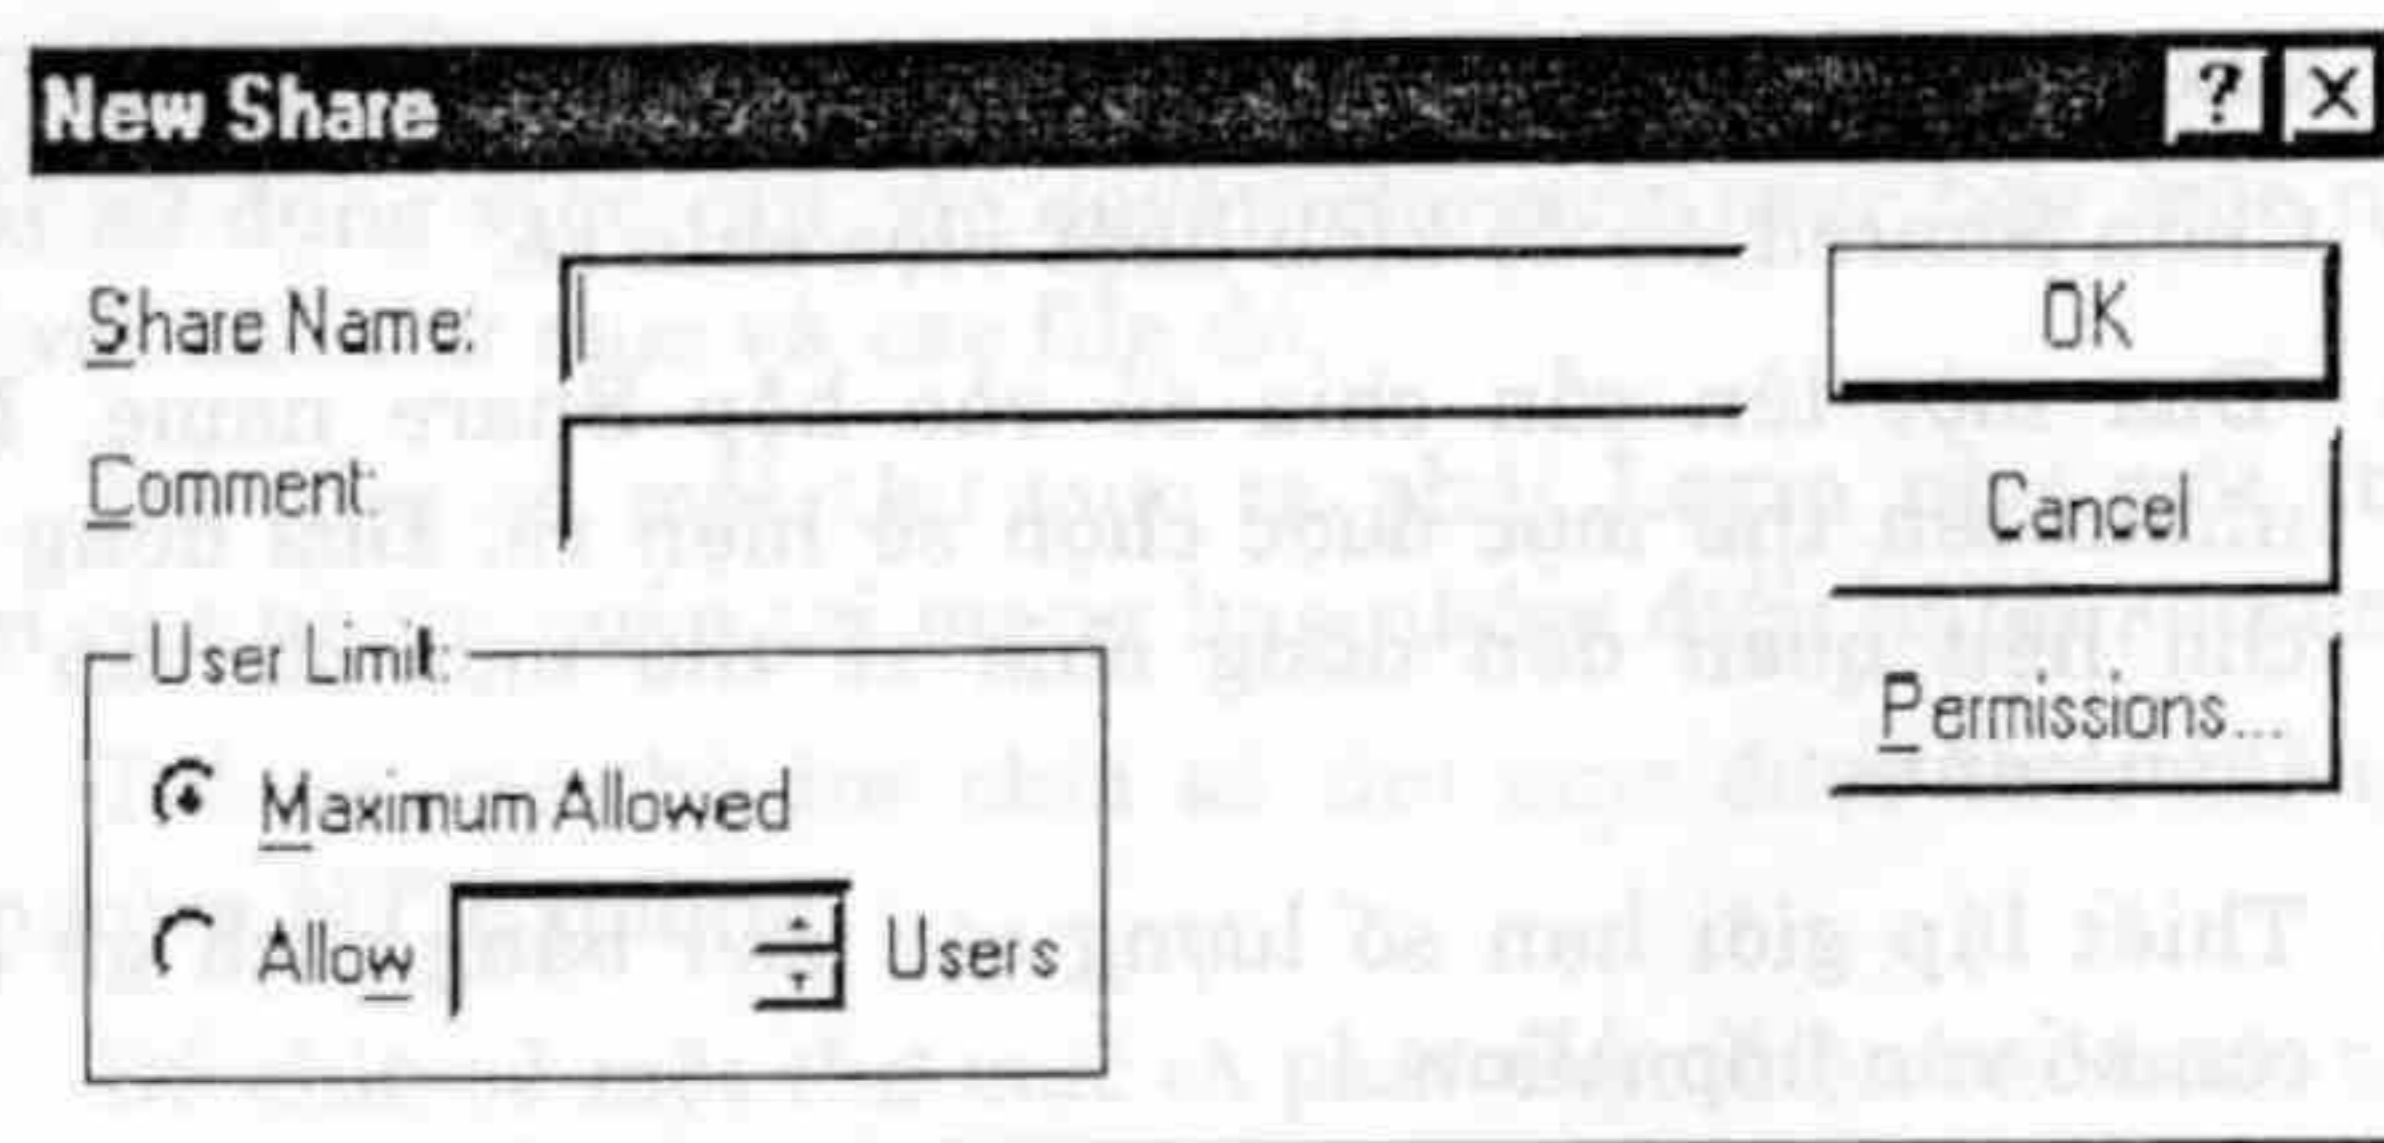 New Share ? X
Share Name: OK
Comment: Cancel
User Limit: Permissions...
Maximum Allowed
Allow Users